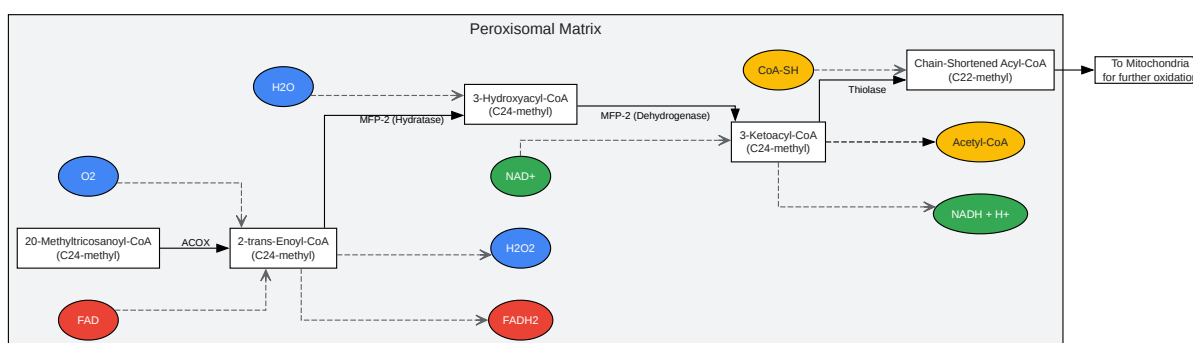 Peroxisomal Matrix
CoA-SH
Chain-Shortened Acyl-CoA
(C22-methyl)
To Mitochondria
for further oxidation
H2O
3-Hydroxyacyl-CoA
(C24-methyl)
Thiolase
MFP-2 (Hydratase)
MFP-2 (Dehydrogenase)
3-Ketoacyl-CoA
(C24-methyl)
Acetyl-CoA
O2
NAD+
NADH + H+
20-Methyltricosanoyl-CoA
(C24-methyl)
ACOX
2-trans-Enoyl-CoA
(C24-methyl)
H2O2
FAD
FADH2